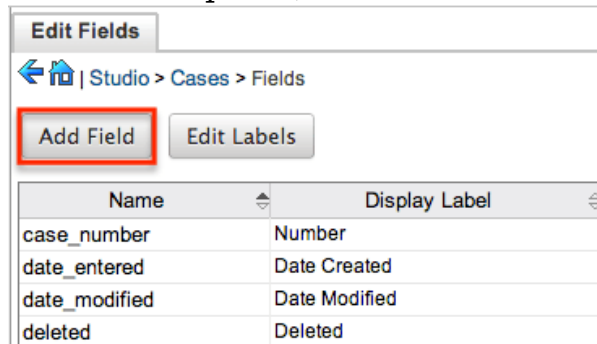 Edit Fields
| Studio > Cases > Fields
Add Field Edit Labels
Name Display Label
case_number Number
date_entered Date Created
date_modified Date Modified
deleted Deleted